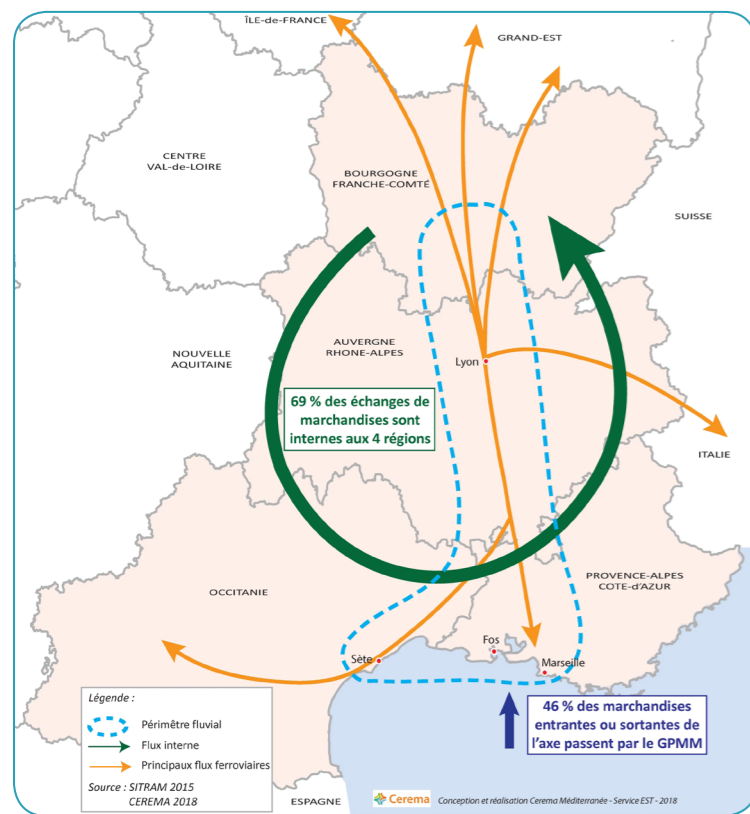 ÎLE-de-FRANCE
GRAND-EST
CENTRE
VAL-de-LOIRE
BOURGOGNE
FRANCHE-COMTÉ
SUISSE
NOUVELLE
AQUITAINE
AUVERGNE
RHONE-ALPES
Lyon
69 % des échanges de
marchandises sont
internes aux 4 régions
ITALIE
OCCITANIE
PROVENCE-ALPES
COTE-d'AZUR
Fos
Sète
Marseille
46 % des marchandises
entrantes ou sortantes de
l'axe passent par le GPMM
Légende :
Périmêtre fluvial
Flux interne
Principaux flux ferroviaires
Source : SITRAM 2015
CEREMA 2018
ESPAGNE
Cerema
Conception et réalisation Cerema Méditerranée - Service EST - 2018